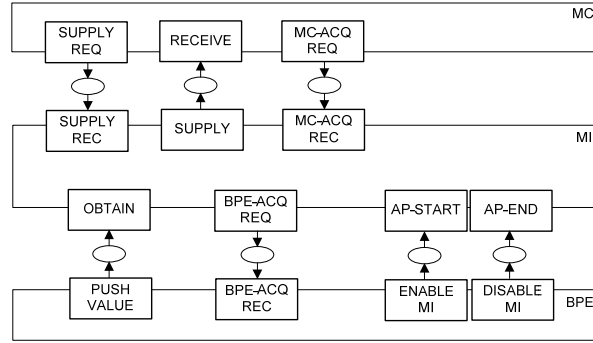 MC
SUPPLY
REQ
RECEIVE
MC-ACQ
REQ
SUPPLY
REC
SUPPLY
MC-ACQ
REC
MI
OBTAIN
BPE-ACQ
REQ
AP-START
AP-END
PUSH
VALUE
BPE-ACQ
REC
ENABLE
MI
DISABLE
MI
BPE